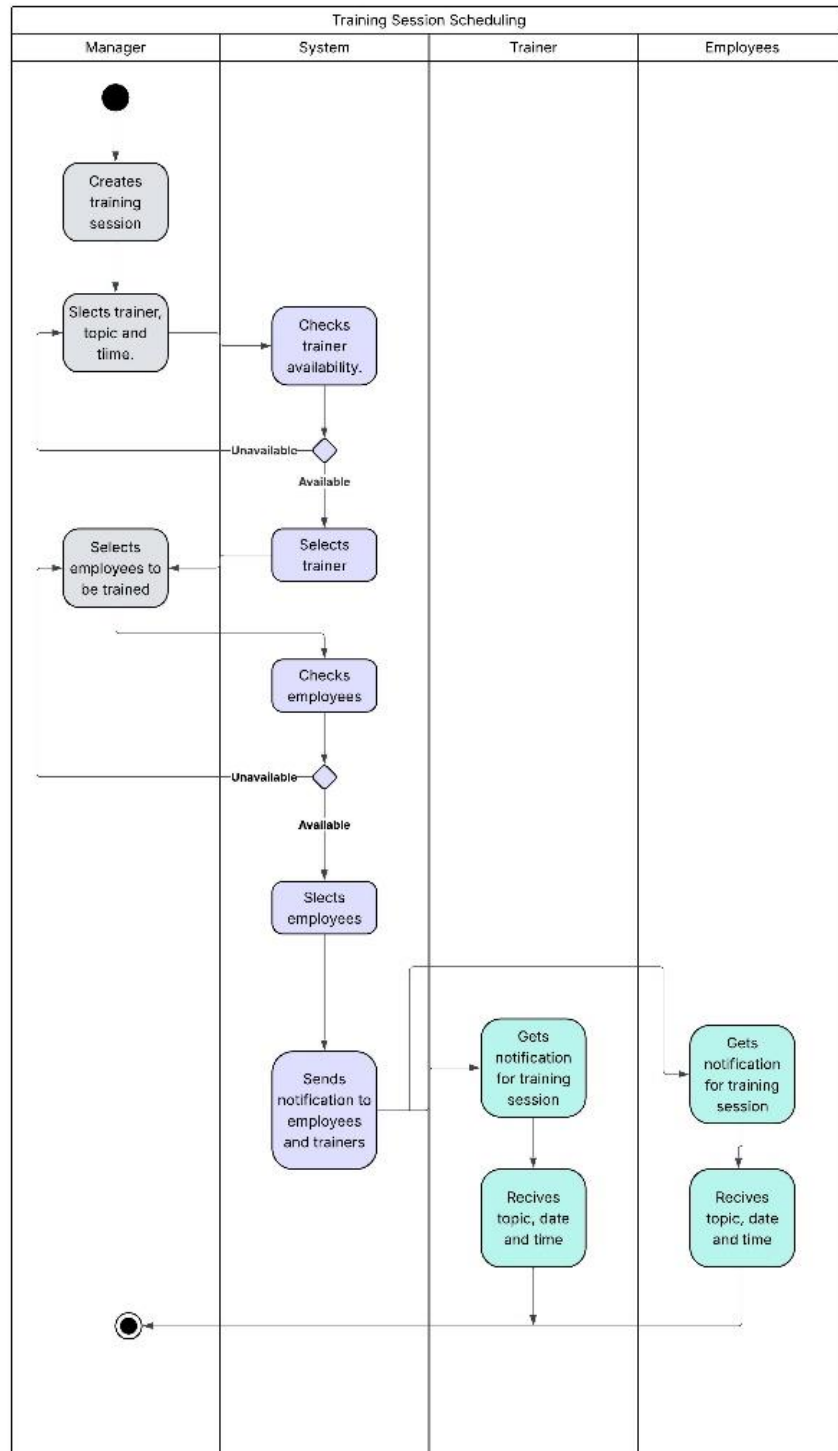 Training Session Scheduling
Manager
System
Trainer
Employees
Creates
training
session
Slects trainer,
topic and
tiime.
Checks
trainer
availability.
Unavailable
Available
Selects
employees to
be trained
Selects
trainer
Checks
employees
Unavailable
Available
Slects
employees
Sends
notification to
employees
and trainers
Gets
notification
for training
session
Gets
notification
for training
session
Recives
topic, date
and time
Recives
topic, date
and time